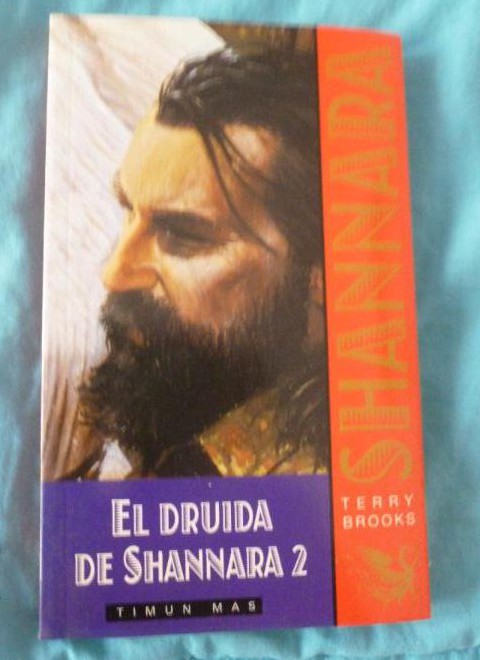 SHANNARA
TERRY
BROOKS
EL DRUIDA
DE SHANNARA 2
TIMUN MAS